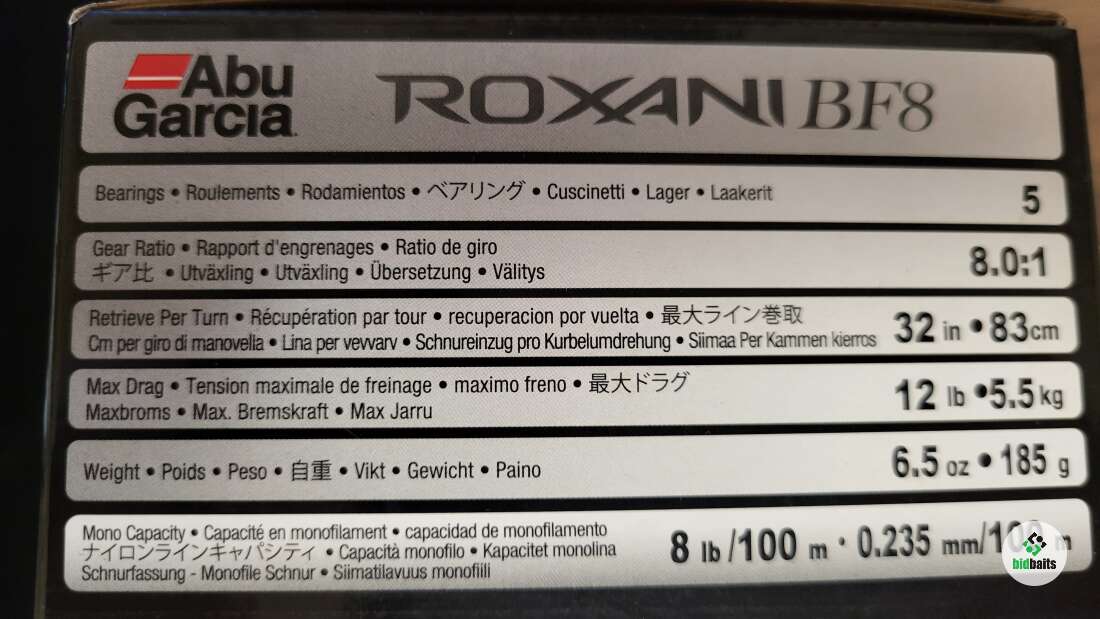 Abu
Garcia
ROXANI BF8
Bearings • Roulements • Rodamientos • ベアリング • Cuscinetti • Lager • Laakerit
5
Gear Ratio • Rapport d'engrenages • Ratio de giro
ギア比 • Utväxling • Utväxling • Übersetzung • Välitys
8.0:1
Retrieve Per Turn • Récupération par tour • recuperacion por vuelta • 最大ライン巻取
Cm per giro di manovella • Lina per vevvarv • Schnureinzug pro Kurbelumdrehung • Siimaa Per Kammen kierros
32 in • 83cm
Max Drag • Tension maximale de freinage • maximo freno • 最大ドラグ
Maxbroms • Max. Bremskraft • Max Jarru
12 lb •5.5 kg
Weight • Poids • Peso • 自重 • Vikt • Gewicht • Paino
6.5 oz • 185 g
Mono Capacity • Capacité en monofilament • capacidad de monofilamento
ナイロンラインキャパシティ • Capacità monofilo • Kapacitet monolina
Schnurfassung - Monofile Schnur • Siimatilavuus monofiili
8 lb/100 m · 0.235 mm/100 m
bidbaits